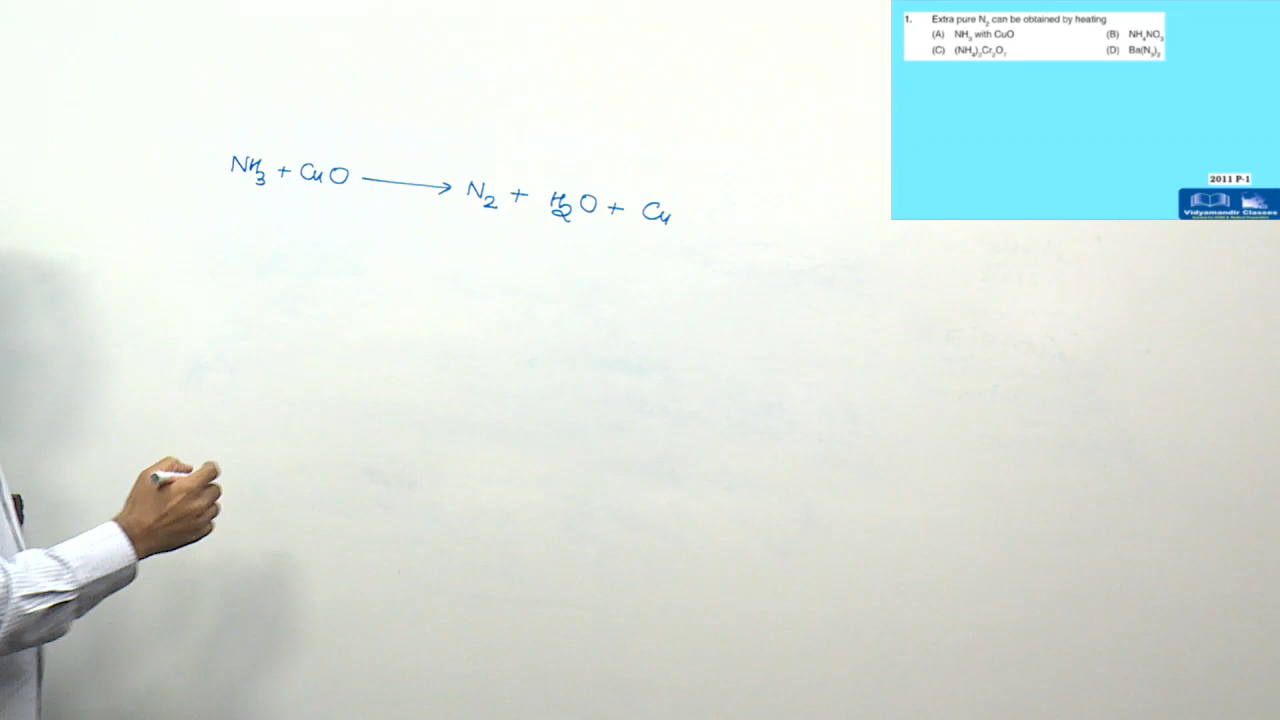 1. Extra pure N₂ can be obtained by heating
(A) NH₃ with CuO (B) NH₄NO₃
(C) (NH₄)₂Cr₂O₇ (D) Ba(N₃)₂
NH₃ + CuO ⟶ N₂ + H₂O + Cu
2011 P-1
Vidyamandir Classes